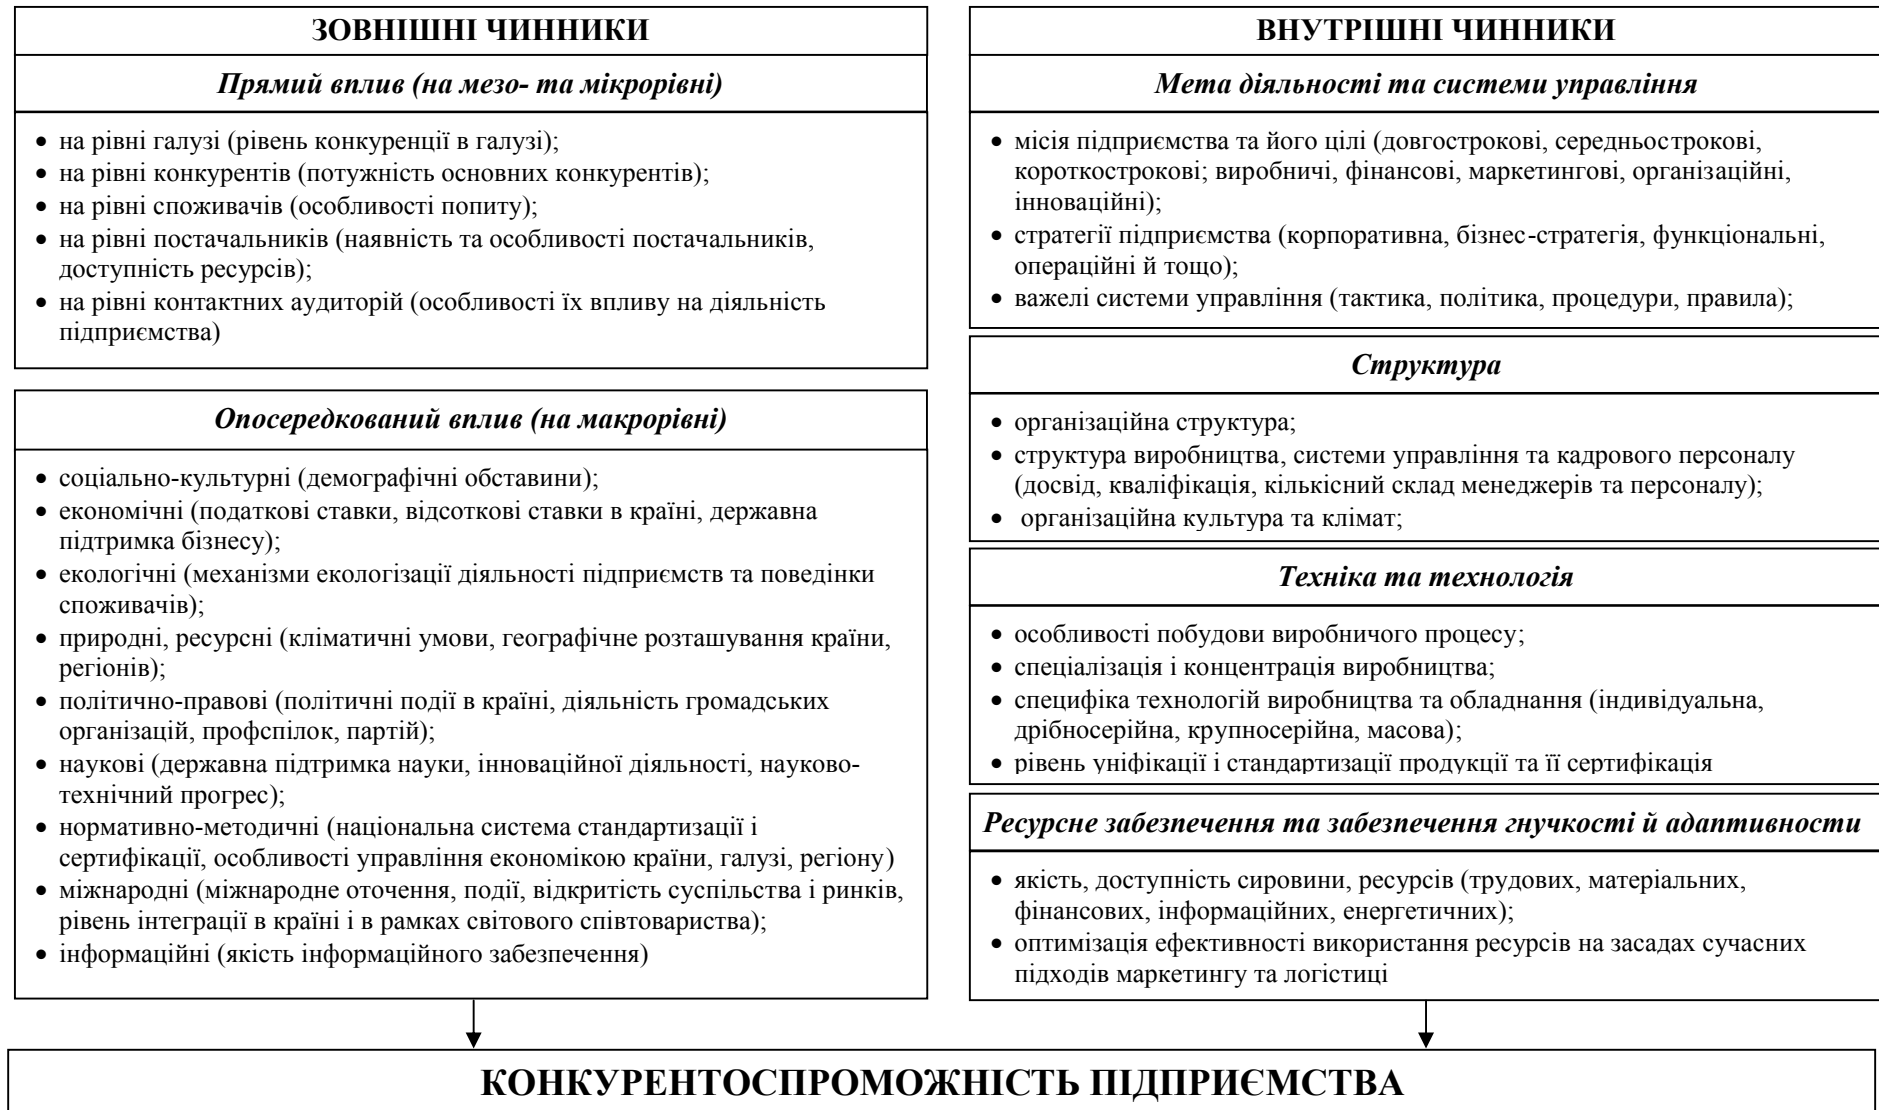 ЗОВНІШНІ ЧИННИКИ
Прямий вплив (на мезо- та мікрорівні)
• на рівні галузі (рівень конкуренції в галузі);
• на рівні конкурентів (потужність основних конкурентів);
• на рівні споживачів (особливості попиту);
• на рівні постачальників (наявність та особливості постачальників,
доступність ресурсів);
• на рівні контактних аудиторій (особливості їх впливу на діяльність
підприємства)
Опосередкований вплив (на макрорівні)
• соціально-культурні (демографічні обставини);
• економічні (податкові ставки, відсоткові ставки в країні, державна
підтримка бізнесу);
• екологічні (механізми екологізації діяльності підприємств та поведінки
споживачів);
• природні, ресурсні (кліматичні умови, географічне розташування країни,
регіонів);
• політично-правові (політичні події в країні, діяльність громадських
організацій, профспілок, партій);
• наукові (державна підтримка науки, інноваційної діяльності, науково-
технічний прогрес);
• нормативно-методичні (національна система стандартизації і
сертифікації, особливості управління економікою країни, галузі, регіону)
• міжнародні (міжнародне оточення, події, відкритість суспільства і ринків,
рівень інтеграції в країні і в рамках світового співтовариства);
• інформаційні (якість інформаційного забезпечення)
ВНУТРІШНІ ЧИННИКИ
Мета діяльності та системи управління
• місія підприємства та його цілі (довгострокові, середньострокові,
короткострокові; виробничі, фінансові, маркетингові, організаційні,
інноваційні);
• стратегії підприємства (корпоративна, бізнес-стратегія, функціональні,
операційні й тощо);
• важелі системи управління (тактика, політика, процедури, правила);
Структура
• організаційна структура;
• структура виробництва, системи управління та кадрового персоналу
(досвід, кваліфікація, кількісний склад менеджерів та персоналу);
• організаційна культура та клімат;
Техніка та технологія
• особливості побудови виробничого процесу;
• спеціалізація і концентрація виробництва;
• специфіка технологій виробництва та обладнання (індивідуальна,
дрібносерійна, крупносерійна, масова);
• рівень уніфікації і стандартизації продукції та її сертифікація
Ресурсне забезпечення та забезпечення гнучкості й адаптивности
• якість, доступність сировини, ресурсів (трудових, матеріальних,
фінансових, інформаційних, енергетичних);
• оптимізація ефективності використання ресурсів на засадах сучасних
підходів маркетингу та логістиці
КОНКУРЕНТОСПРОМОЖНІСТЬ ПІДПРИЄМСТВА